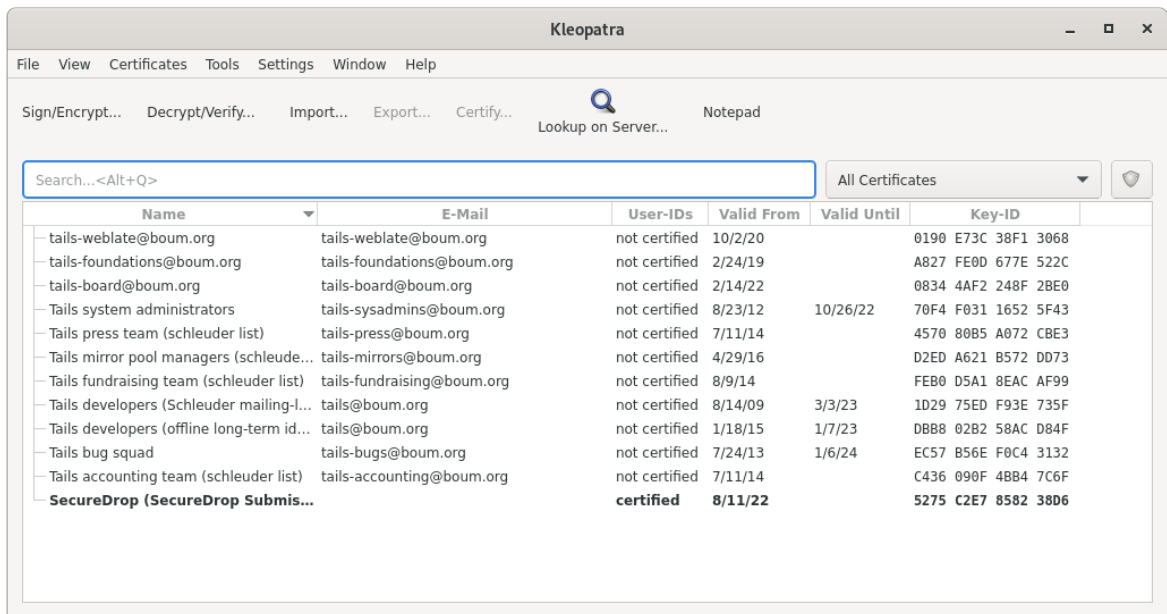 Kleopatra
File View Certificates Tools Settings Window Help
Sign/Encrypt... Decrypt/Verify... Import... Export... Certify... Lookup on Server... Notepad
Search...<Alt+Q> All Certificates
Name E-Mail User-IDs Valid From Valid Until Key-ID
tails-weblate@boum.org tails-weblate@boum.org not certified 10/2/20 0190 E73C 38F1 3068
tails-foundations@boum.org tails-foundations@boum.org not certified 2/24/19 A827 FE0D 677E 522C
tails-board@boum.org tails-board@boum.org not certified 2/14/22 0834 4AF2 248F 2BE0
Tails system administrators tails-sysadmins@boum.org not certified 8/23/12 10/26/22 70F4 F031 1652 5F43
Tails press team (schleuder list) tails-press@boum.org not certified 7/11/14 4570 80B5 A072 CBE3
Tails mirror pool managers (schleude... tails-mirrors@boum.org not certified 4/29/16 D2ED A621 B572 DD73
Tails fundraising team (schleuder list) tails-fundraising@boum.org not certified 8/9/14 FEB0 D5A1 8EAC AF99
Tails developers (Schleuder mailing-l... tails@boum.org not certified 8/14/09 3/3/23 1D29 75ED F93E 735F
Tails developers (offline long-term id... tails@boum.org not certified 1/18/15 1/7/23 DBB8 02B2 58AC D84F
Tails bug squad tails-bugs@boum.org not certified 7/24/13 1/6/24 EC57 B56E F0C4 3132
Tails accounting team (schleuder list) tails-accounting@boum.org not certified 7/11/14 C436 090F 4BB4 7C6F
SecureDrop (SecureDrop Submis... certified 8/11/22 5275 C2E7 8582 38D6